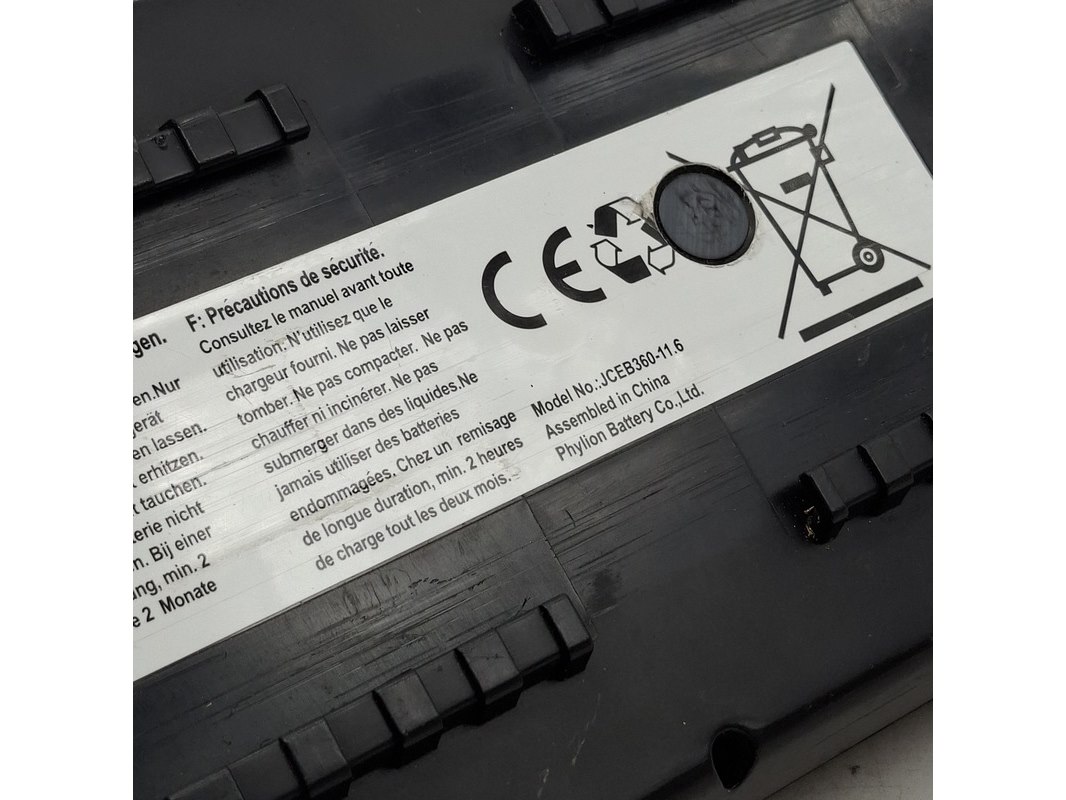 gen.
en.Nur
erät
en lassen.
t erhitzen.
t tauchen.
erie nicht
n. Bij einer
ng, min. 2
e 2 Monate
F: Précautions de sécurité.
Consultez le manuel avant toute
utilisation. N'utilisez que le
chargeur fourni. Ne pas laisser
tomber. Ne pas compacter. Ne pas
chauffer ni incinérer. Ne pas
submerger dans des liquides.Ne
jamais utiliser des batteries
endommagées. Chez un remisage
de longue duration, min. 2 heures
de charge tout les deux mois.
CE
Model No.:JCEB360-11.6
Assembled in China
Phylion Battery Co.,Ltd.